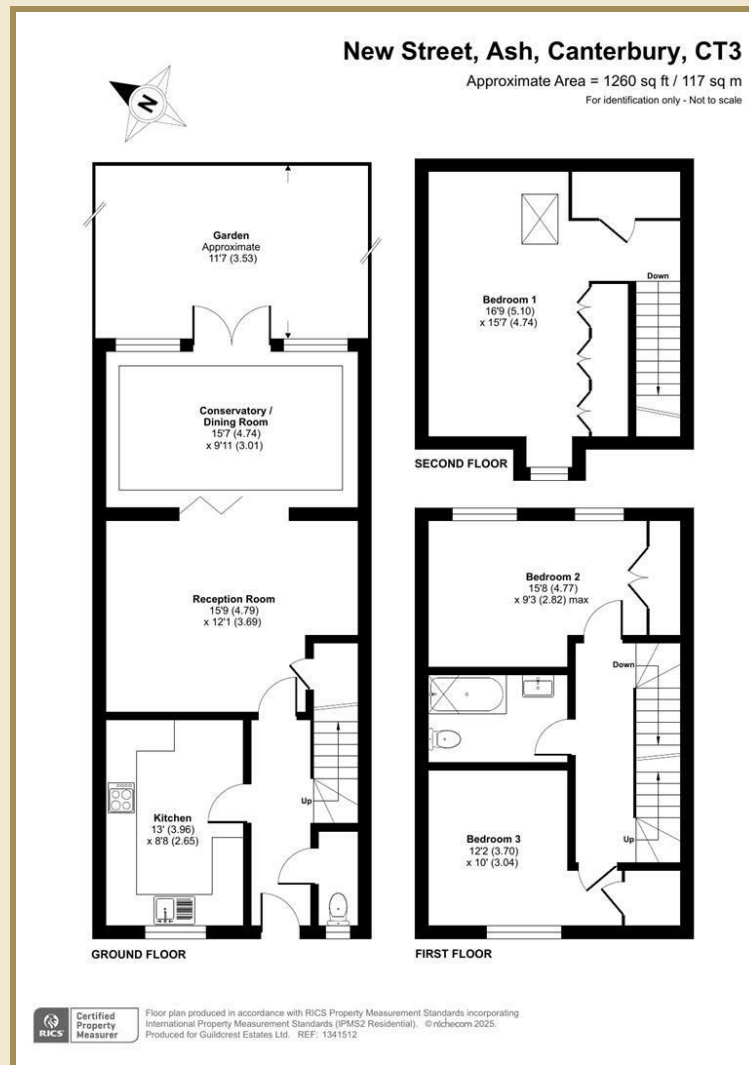 New Street, Ash, Canterbury, CT3
Approximate Area = 1260 sq ft / 117 sq m
For identification only - Not to scale
N
Garden
Approximate
11'7 (3.53)
Conservatory /
Dining Room
15'7 (4.74)
x 9'11 (3.01)
Reception Room
15'9 (4.79)
x 12'1 (3.69)
Kitchen
13' (3.96)
x 8'8 (2.65)
Up
GROUND FLOOR
Bedroom 1
16'9 (5.10)
x 15'7 (4.74)
Down
SECOND FLOOR
Bedroom 2
15'8 (4.77)
x 9'3 (2.82) max
Down
Up
Bedroom 3
12'2 (3.70)
x 10' (3.04)
FIRST FLOOR
RICS
Certified
Property
Measurer
Floor plan produced in accordance with RICS Property Measurement Standards incorporating
International Property Measurement Standards (IPMS2 Residential). ©nichecom 2025.
Produced for Guildcrest Estates Ltd. REF: 1341512